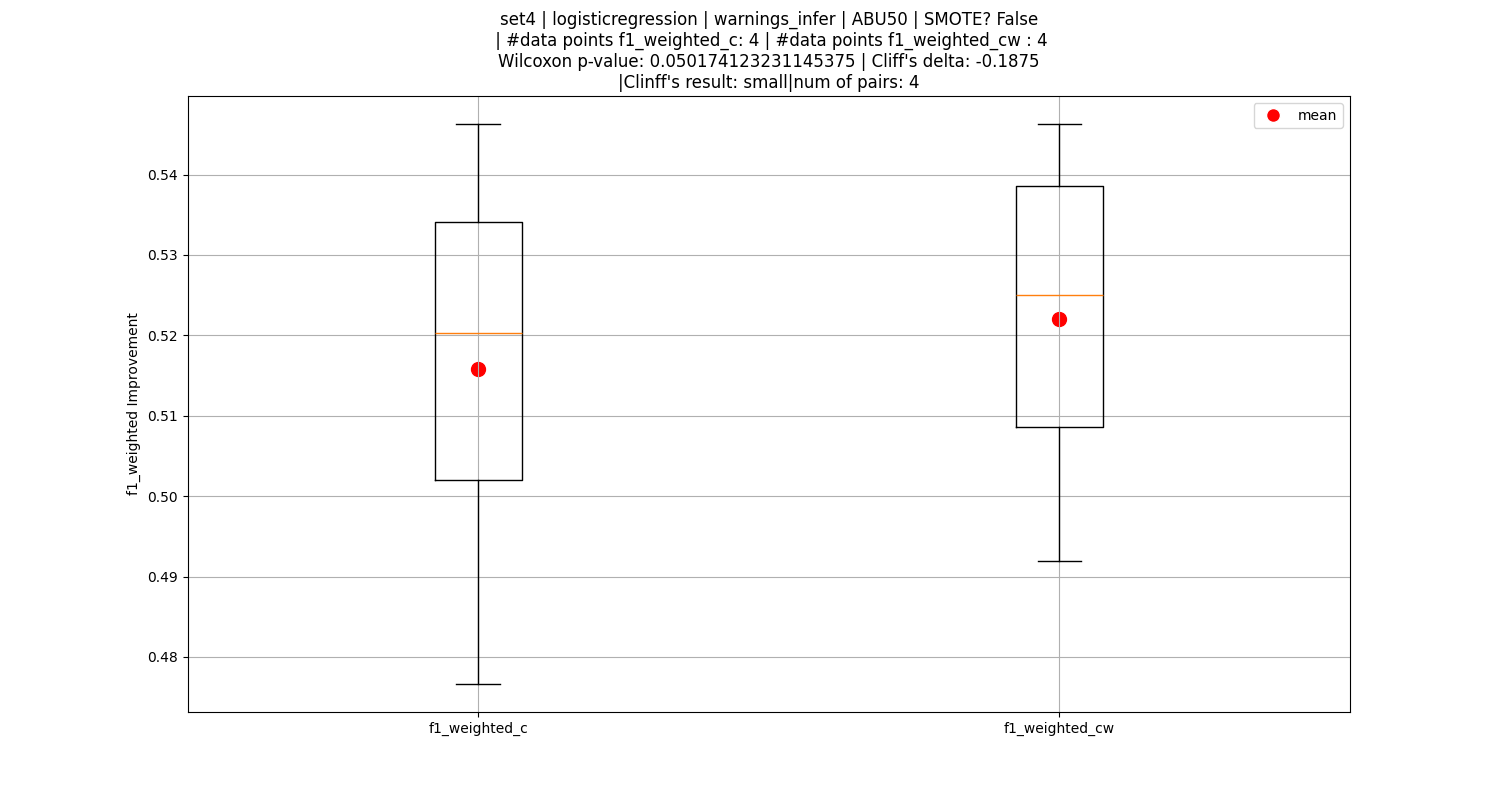 set4 | logisticregression | warnings_infer | ABU50 | SMOTE? False
| #data points f1_weighted_c: 4 | #data points f1_weighted_cw : 4
Wilcoxon p-value: 0.050174123231145375 | Cliff's delta: -0.1875
|Clinff's result: small|num of pairs: 4
mean
f1_weighted Improvement
0.54
0.53
0.52
0.51
0.50
0.49
0.48
f1_weighted_c
f1_weighted_cw